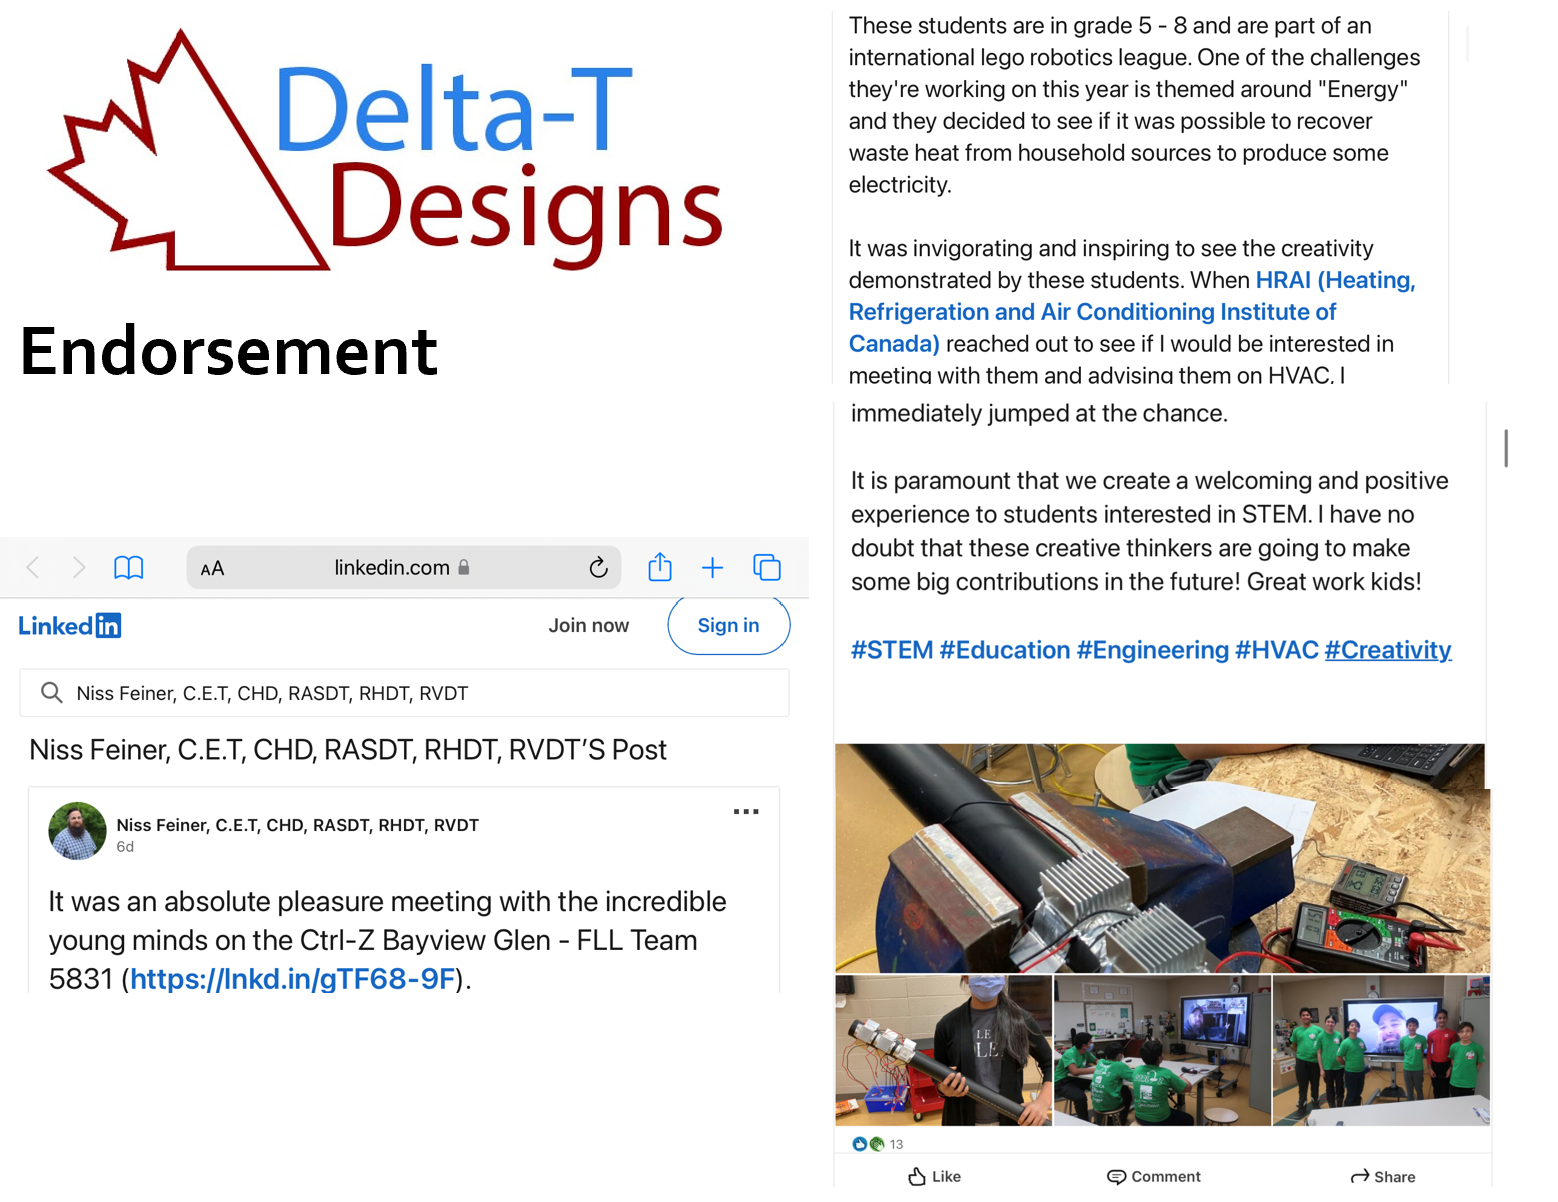 Delta-T
Designs
Endorsement
AA
linkedin.com
Linked in
Join now
Sign in
Niss Feiner, C.E.T, CHD, RASDT, RHDT, RVDT
Niss Feiner, C.E.T, CHD, RASDT, RHDT, RVDT'S Post
Niss Feiner, C.E.T, CHD, RASDT, RHDT, RVDT
6d
It was an absolute pleasure meeting with the incredible
young minds on the Ctrl-Z Bayview Glen - FLL Team
5831 (https://lnkd.in/gTF68-9F).
These students are in grade 5 - 8 and are part of an
international lego robotics league. One of the challenges
they're working on this year is themed around "Energy"
and they decided to see if it was possible to recover
waste heat from household sources to produce some
electricity.
It was invigorating and inspiring to see the creativity
demonstrated by these students. When HRAI (Heating,
Refrigeration and Air Conditioning Institute of
Canada) reached out to see if I would be interested in
meeting with them and advising them on HVAC, I
immediately jumped at the chance.
It is paramount that we create a welcoming and positive
experience to students interested in STEM. I have no
doubt that these creative thinkers are going to make
some big contributions in the future! Great work kids!
#STEM #Education #Engineering #HVAC #Creativity
13
Like
Comment
Share